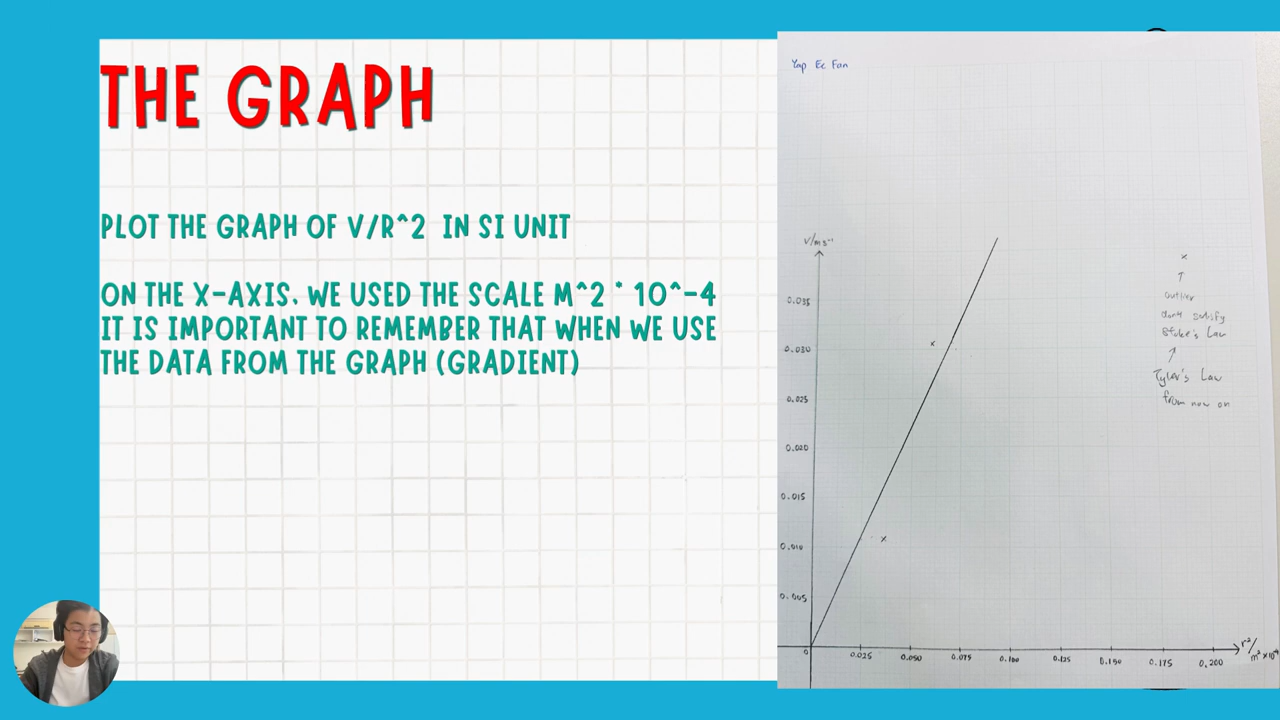 THE GRAPH
PLOT THE GRAPH OF V/R^2 IN SI UNIT
ON THE X-AXIS. WE USED THE SCALE M^2 * 10^-4
IT IS IMPORTANT TO REMEMBER THAT WHEN WE USE
THE DATA FROM THE GRAPH (GRADIENT)
Yap Ee Fan
V/ms⁻¹
0.035
0.030
0.025
0.020
0.015
0.010
0.005
0
0.025
0.050
0.075
0.100
0.125
0.150
0.175
0.200
r²/
m²×10⁻⁴
outlier
don't satisfy
Stoke's Law
Tyler's Law
from now on